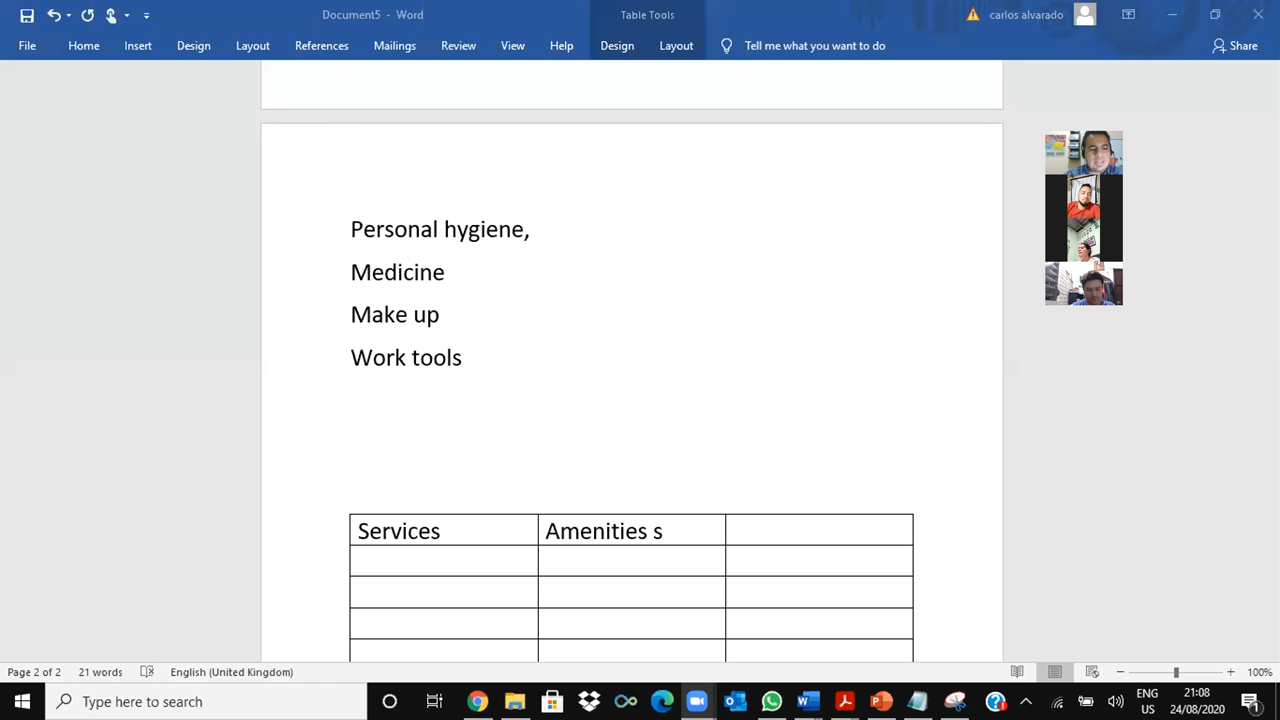 Document5 - Word
Table Tools
carlos alvarado
File Home Insert Design Layout References Mailings Review View Help Design Layout Tell me what you want to do Share
Personal hygiene,
Medicine
Make up
Work tools
Services Amenities s
Page 2 of 2 21 words English (United Kingdom) 100%
Type here to search
ENG
US
21:08
24/08/2020
1